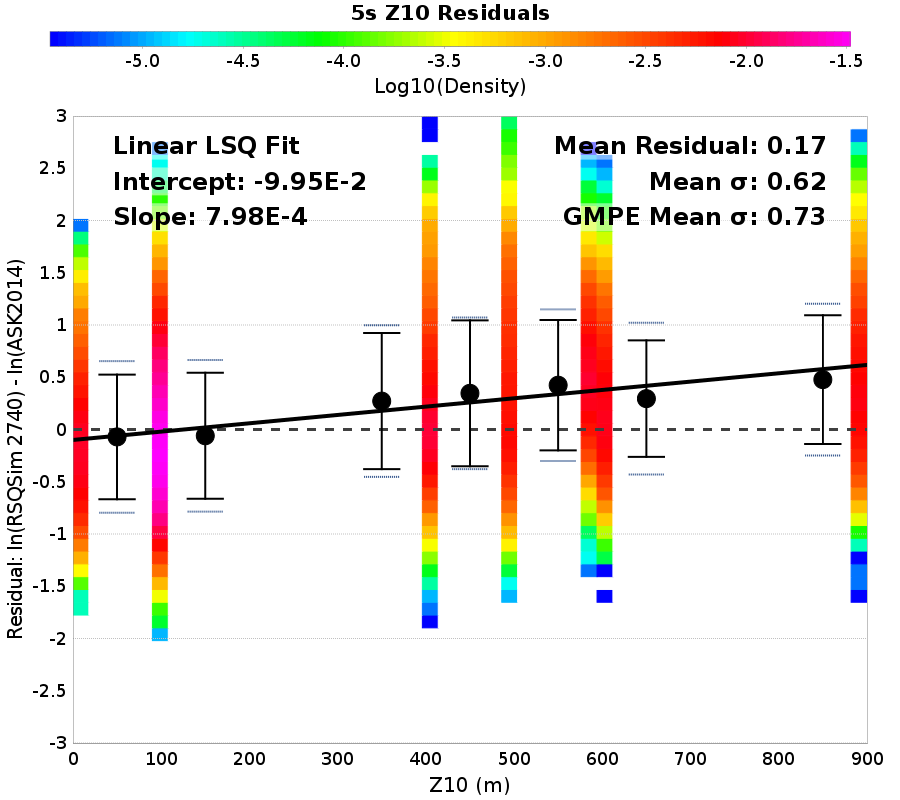 5s Z10 Residuals
-5.0 -4.5 -4.0 -3.5 -3.0 -2.5 -2.0 -1.5
Log10(Density)
Linear LSQ Fit
Intercept: -9.95E-2
Slope: 7.98E-4
Mean Residual: 0.17
Mean σ: 0.62
GMPE Mean σ: 0.73
Residual: ln(RSQSim 2740) - ln(ASK2014)
3
2.5
2
1.5
1
0.5
0
-0.5
-1
-1.5
-2
-2.5
-3
0 100 200 300 400 500 600 700 800 900
Z10 (m)